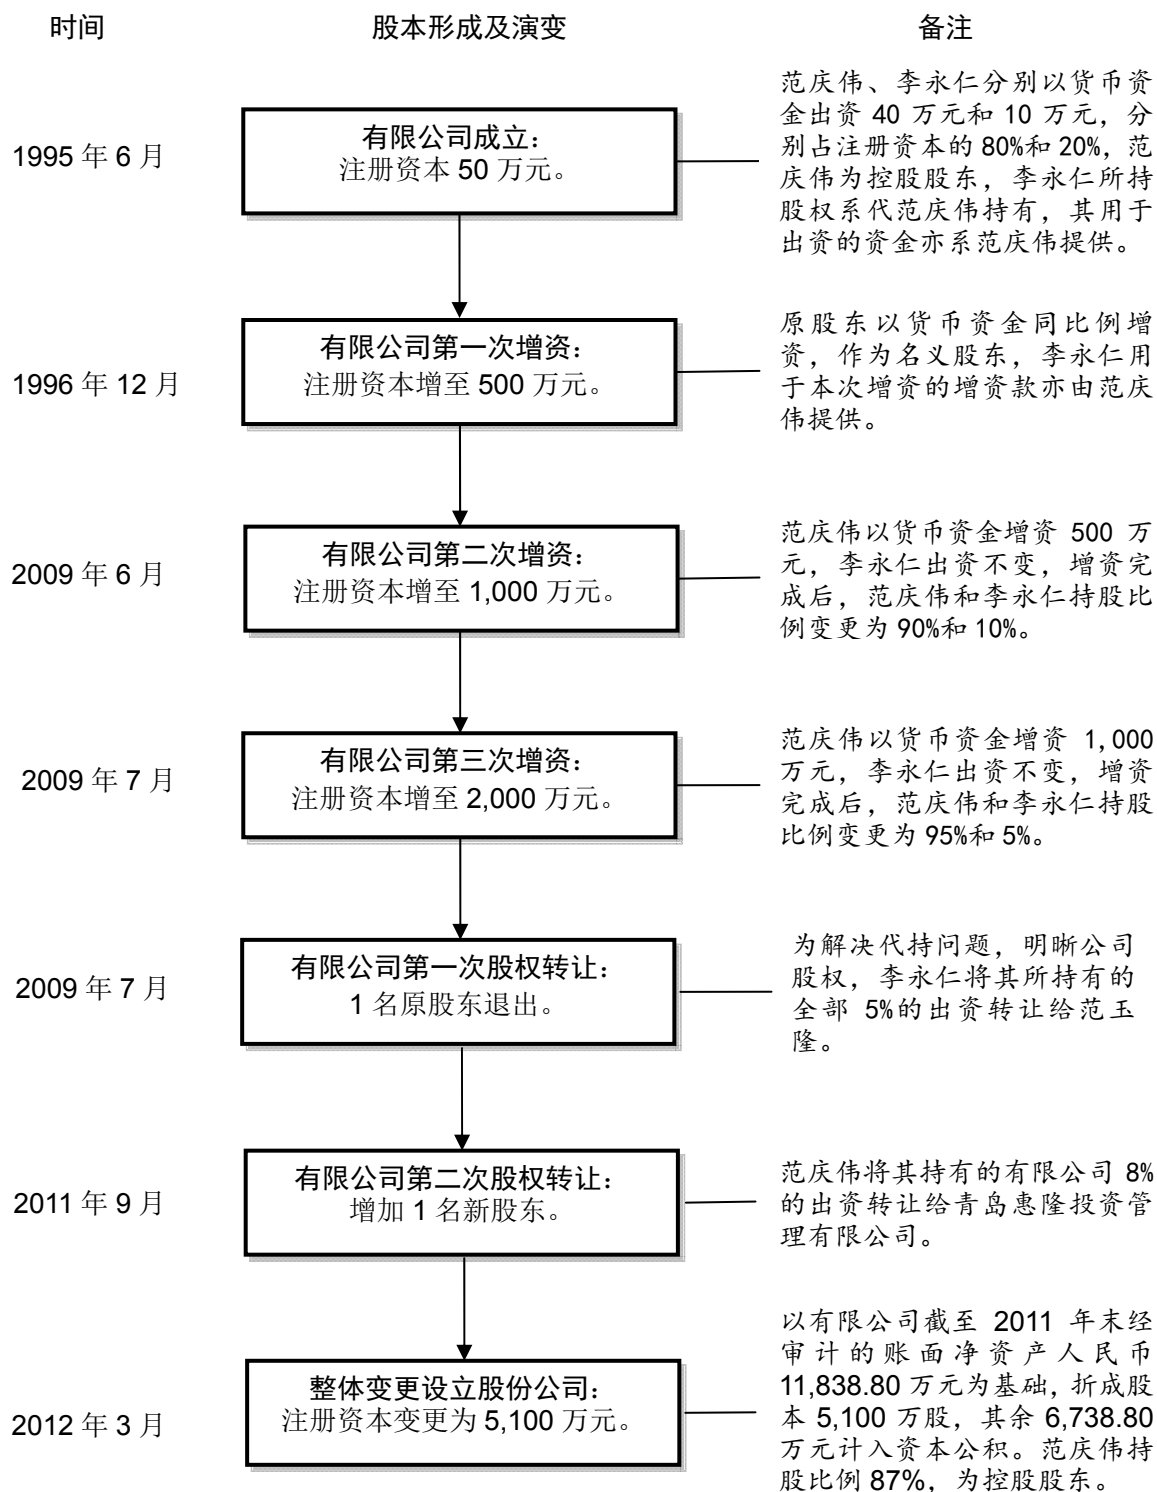 时间 股本形成及演变 备注
1995 年 6 月
有限公司成立：
注册资本 50 万元。
范庆伟、李永仁分别以货币资
金出资 40 万元和 10 万元，分
别占注册资本的 80%和 20%，范
庆伟为控股股东，李永仁所持
股权系代范庆伟持有，其用于
出资的资金亦系范庆伟提供。
1996 年 12 月
有限公司第一次增资：
注册资本增至 500 万元。
原股东以货币资金同比例增
资，作为名义股东，李永仁用
于本次增资的增资款亦由范庆
伟提供。
2009 年 6 月
有限公司第二次增资：
注册资本增至 1,000 万元。
范庆伟以货币资金增资 500 万
元，李永仁出资不变，增资完
成后，范庆伟和李永仁持股比
例变更为 90%和 10%。
2009 年 7 月
有限公司第三次增资：
注册资本增至 2,000 万元。
范庆伟以货币资金增资 1,000
万元，李永仁出资不变，增资
完成后，范庆伟和李永仁持股
比例变更为 95%和 5%。
2009 年 7 月
有限公司第一次股权转让：
1 名原股东退出。
为解决代持问题，明晰公司
股权，李永仁将其所持有的
全部 5%的出资转让给范玉
隆。
2011 年 9 月
有限公司第二次股权转让：
增加 1 名新股东。
范庆伟将其持有的有限公司 8%
的出资转让给青岛惠隆投资管
理有限公司。
2012 年 3 月
整体变更设立股份公司：
注册资本变更为 5,100 万元。
以有限公司截至 2011 年末经
审计的账面净资产人民币
11,838.80 万元为基础，折成股
本 5,100 万股，其余 6,738.80
万元计入资本公积。范庆伟持
股比例 87%，为控股股东。